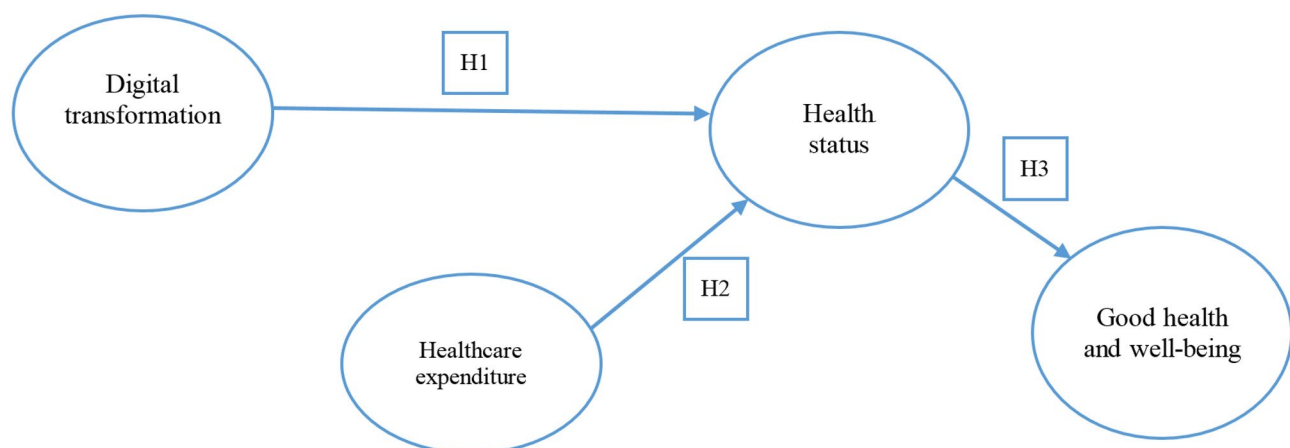 Digital
transformation
H1
Health
status
H3
H2
Healthcare
expenditure
Good health
and well-being